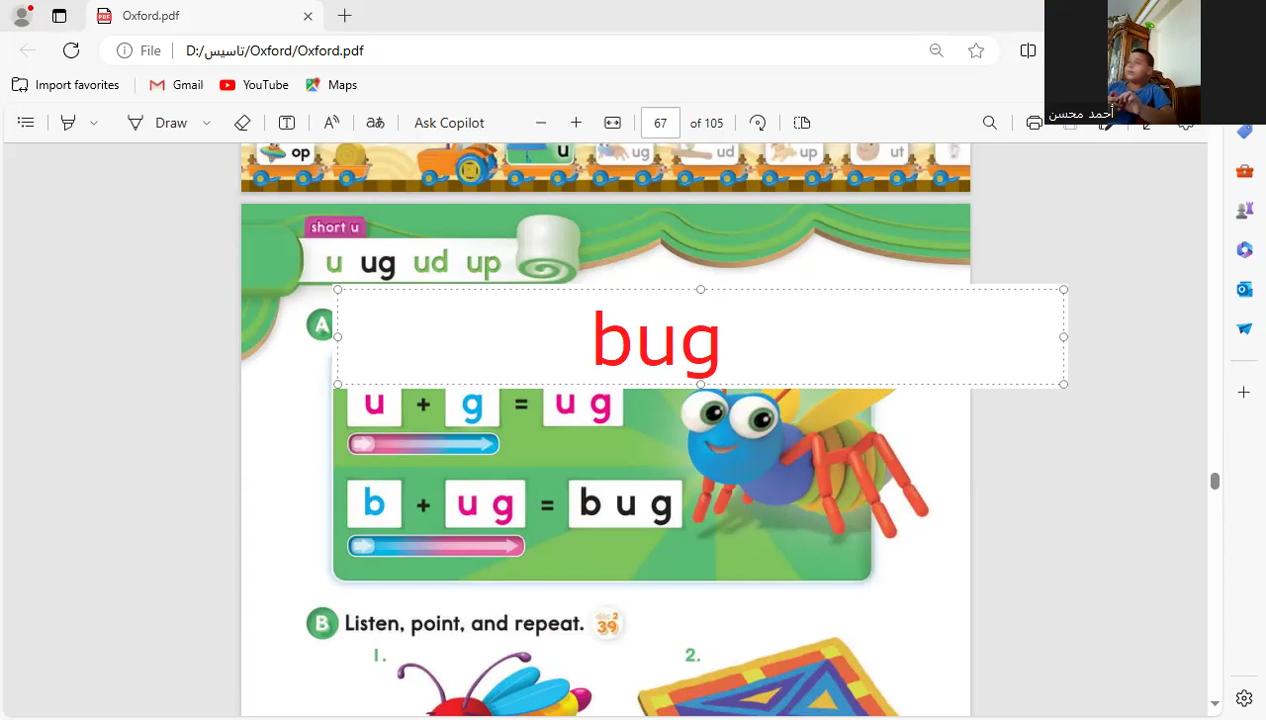 Oxford.pdf
File D:/تاسيس/Oxford/Oxford.pdf
Import favorites Gmail YouTube Maps
Draw Ask Copilot 67 of 105
أحمد محسن
op u ug ud up ut
short u
u ug ud up
A bug
u + g = u g
b + u g = b u g
B Listen, point, and repeat. 39
1. 2.